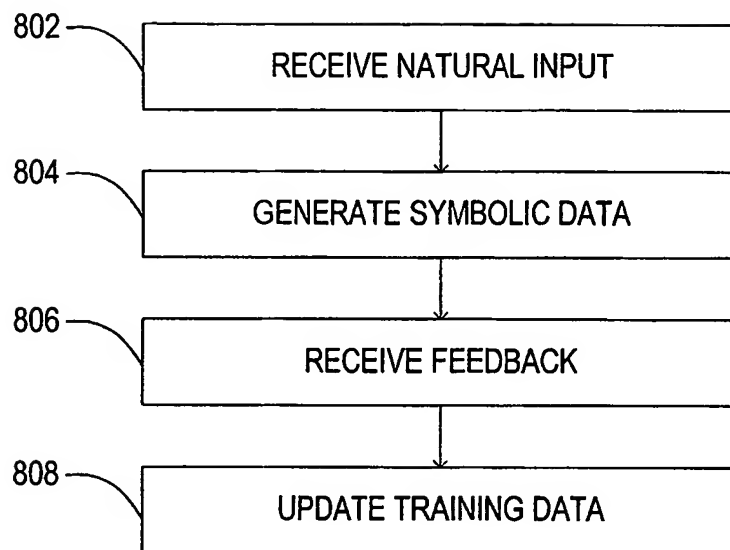 802
RECEIVE NATURAL INPUT
804
GENERATE SYMBOLIC DATA
806
RECEIVE FEEDBACK
808
UPDATE TRAINING DATA